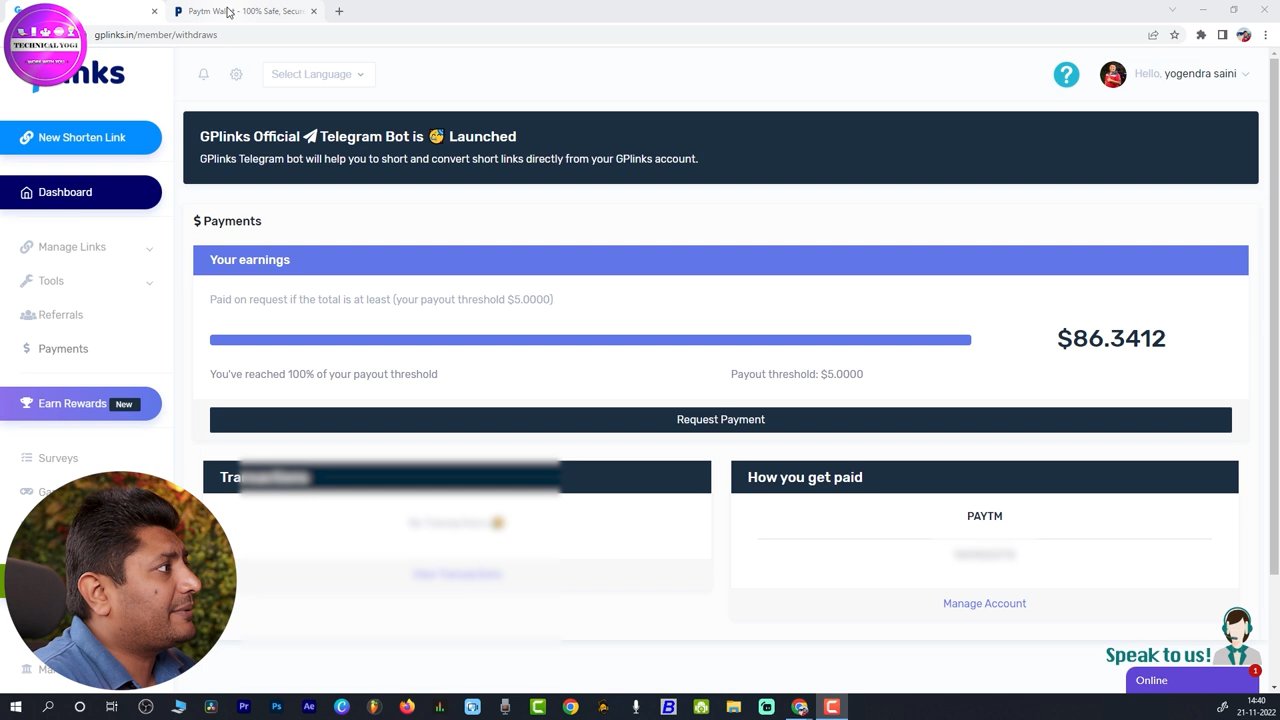 Paytm Wallet - 100% Safe, Secur
gplinks.in/member/withdraws
TECHNICAL YOGI
Select Language
?
Hello, yogendra saini
New Shorten Link
GPlinks Official Telegram Bot is Launched
GPlinks Telegram bot will help you to short and convert short links directly from your GPlinks account.
Dashboard
$ Payments
Manage Links
Your earnings
Tools
Paid on request if the total is at least (your payout threshold $5.0000)
Referrals
$86.3412
$ Payments
You've reached 100% of your payout threshold
Payout threshold: $5.0000
Earn Rewards New
Request Payment
Surveys
How you get paid
PAYTM
Manage Account
Speak to us!
Online
1
Pr
Ps
Ae
14:40
21-11-2022